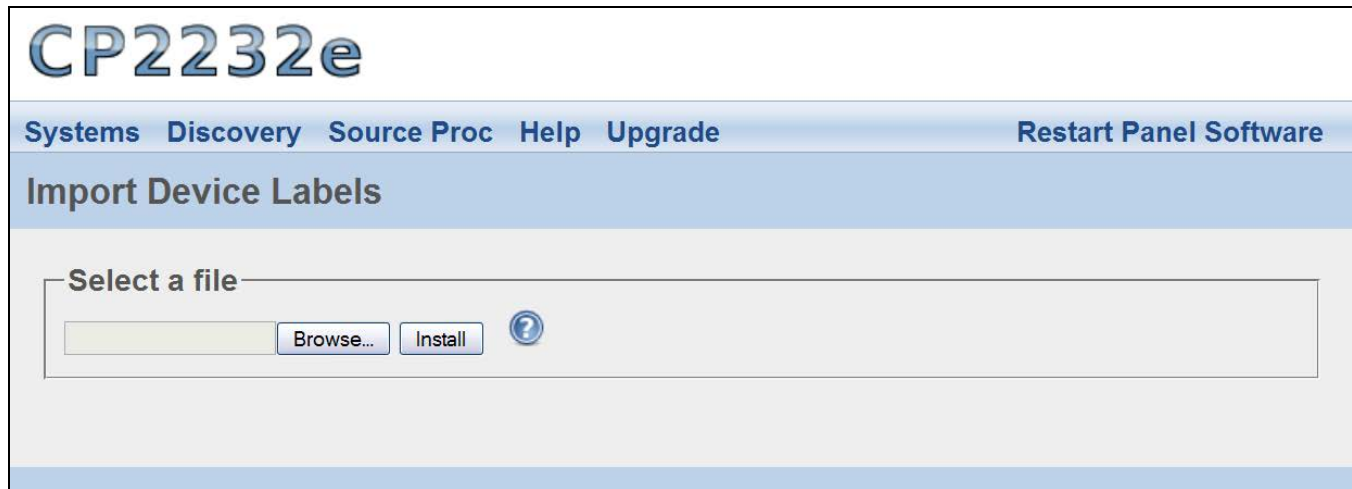 CP2232e
Systems Discovery Source Proc Help Upgrade Restart Panel Software
Import Device Labels
Select a file
Browse... Install ?